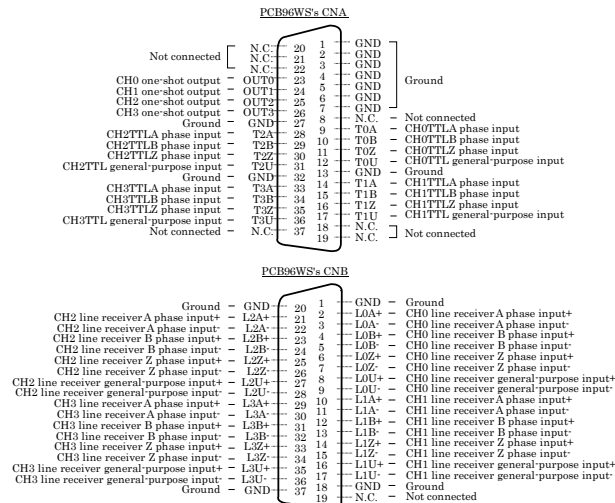 PCB96WS's CNA
Not connected
N.C. 20
N.C. 21
N.C. 22
CH0 one-shot output – OUT0 23
CH1 one-shot output – OUT1 24
CH2 one-shot output – OUT2 25
CH3 one-shot output – OUT3 26
Ground – GND 27
CH2TTLA phase input – T2A 28
CH2TTLB phase input – T2B 29
CH2TTLZ phase input – T2Z 30
CH2TTL general-purpose input – T2U 31
Ground – GND 32
CH3TTLA phase input – T3A 33
CH3TTLB phase input – T3B 34
CH3TTLZ phase input – T3Z 35
CH3TTL general-purpose input – T3U 36
Not connected – N.C. 37
1 GND
2 GND
3 GND
4 GND
5 GND
6 GND
7 GND
Ground
8 N.C. – Not connected
9 T0A – CH0TTLA phase input
10 T0B – CH0TTLB phase input
11 T0Z – CH0TTLZ phase input
12 T0U – CH0TTL general-purpose input
13 GND – Ground
14 T1A – CH1TTLA phase input
15 T1B – CH1TTLB phase input
16 T1Z – CH1TTLZ phase input
17 T1U – CH1TTL general-purpose input
18 N.C.
19 N.C.
Not connected
PCB96WS's CNB
Ground – GND 20
CH2 line receiver A phase input+ – L2A+ 21
CH2 line receiver A phase input- – L2A- 22
CH2 line receiver B phase input+ – L2B+ 23
CH2 line receiver B phase input- – L2B- 24
CH2 line receiver Z phase input+ – L2Z+ 25
CH2 line receiver Z phase input- – L2Z- 26
CH2 line receiver general-purpose input+ – L2U+ 27
CH2 line receiver general-purpose input- – L2U- 28
CH3 line receiver A phase input+ – L3A+ 29
CH3 line receiver A phase input- – L3A- 30
CH3 line receiver B phase input+ – L3B+ 31
CH3 line receiver B phase input- – L3B- 32
CH3 line receiver Z phase input+ – L3Z+ 33
CH3 line receiver Z phase input- – L3Z- 34
CH3 line receiver general-purpose input+ – L3U+ 35
CH3 line receiver general-purpose input- – L3U- 36
Ground – GND 37
1 GND – Ground
2 L0A+ – CH0 line receiver A phase input+
3 L0A- – CH0 line receiver A phase input-
4 L0B+ – CH0 line receiver B phase input+
5 L0B- – CH0 line receiver B phase input-
6 L0Z+ – CH0 line receiver Z phase input+
7 L0Z- – CH0 line receiver Z phase input-
8 L0U+ – CH0 line receiver general-purpose input+
9 L0U- – CH0 line receiver general-purpose input-
10 L1A+ – CH1 line receiver A phase input+
11 L1A- – CH1 line receiver A phase input-
12 L1B+ – CH1 line receiver B phase input+
13 L1B- – CH1 line receiver B phase input-
14 L1Z+ – CH1 line receiver Z phase input+
15 L1Z- – CH1 line receiver Z phase input-
16 L1U+ – CH1 line receiver general-purpose input+
17 L1U- – CH1 line receiver general-purpose input-
18 GND – Ground
19 N.C. – Not connected